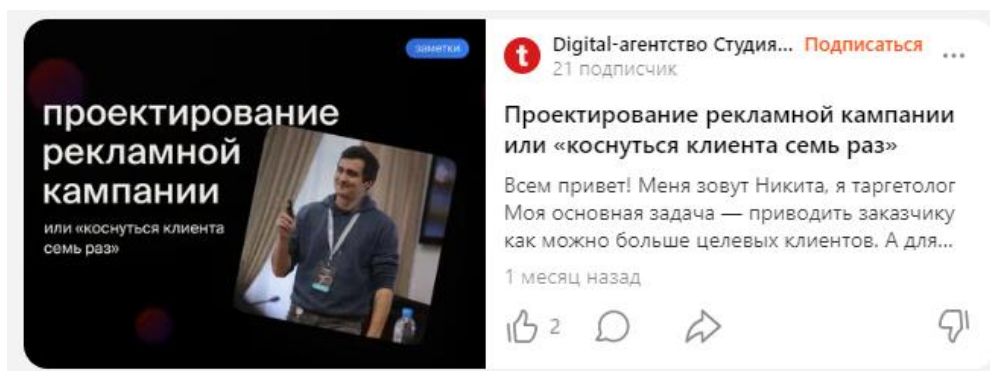 заметки
проектирование
рекламной
кампании
или «коснуться клиента
семь раз»
t
Digital-агентство Студия... Подписаться
21 подписчик
Проектирование рекламной кампании
или «коснуться клиента семь раз»
Всем привет! Меня зовут Никита, я таргетолог
Моя основная задача — приводить заказчику
как можно больше целевых клиентов. А для...
1 месяц назад
2